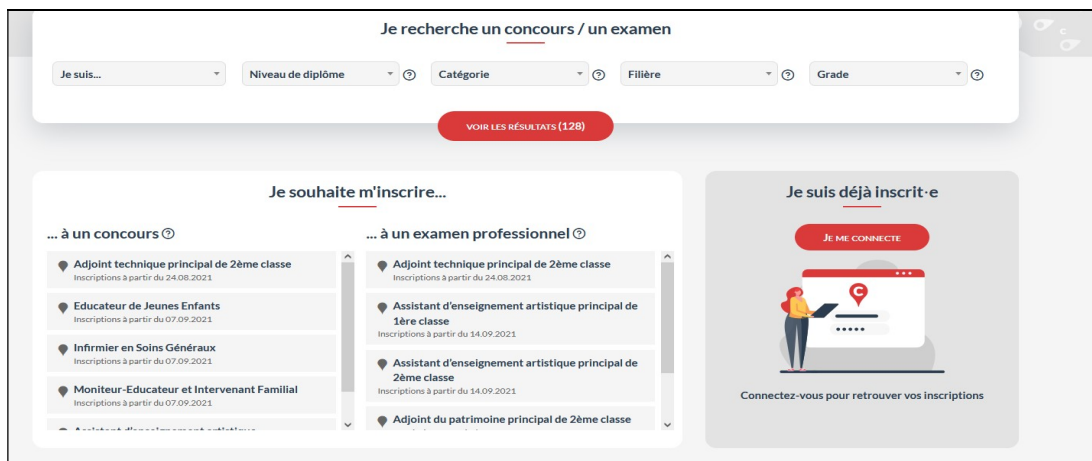 Je recherche un concours / un examen
Je suis...
Niveau de diplôme
Catégorie
Filière
Grade
VOIR LES RÉSULTATS (128)
Je souhaite m'inscrire...
... à un concours
Adjoint technique principal de 2ème classe
Inscriptions à partir du 24.08.2021
Educateur de Jeunes Enfants
Inscriptions à partir du 07.09.2021
Infirmier en Soins Généraux
Inscriptions à partir du 07.09.2021
Moniteur-Educateur et Intervenant Familial
Inscriptions à partir du 07.09.2021
... à un examen professionnel
Adjoint technique principal de 2ème classe
Inscriptions à partir du 24.08.2021
Assistant d'enseignement artistique principal de
1ère classe
Inscriptions à partir du 14.09.2021
Assistant d'enseignement artistique principal de
2ème classe
Inscriptions à partir du 14.09.2021
Adjoint du patrimoine principal de 2ème classe
Je suis déjà inscrit·e
JE ME CONNECTE
C
Connectez-vous pour retrouver vos inscriptions